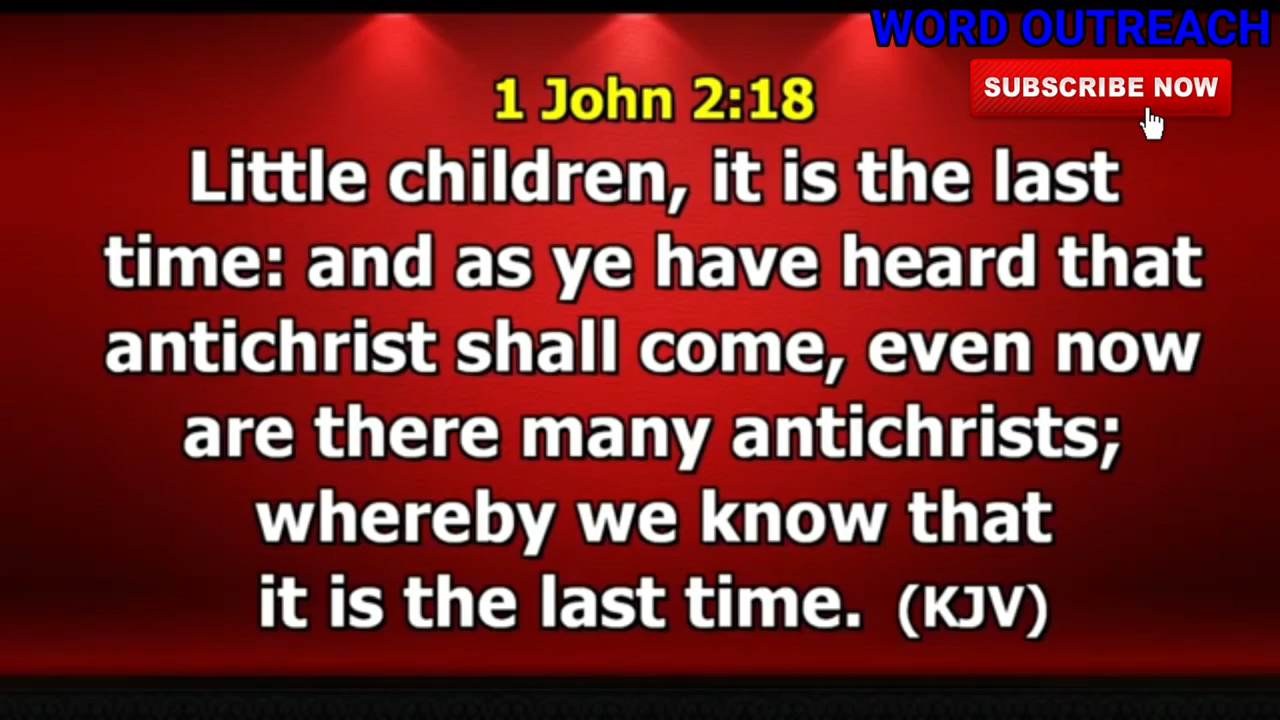 WORD OUTREACH
SUBSCRIBE NOW
1 John 2:18
Little children, it is the last
time: and as ye have heard that
antichrist shall come, even now
are there many antichrists;
whereby we know that
it is the last time. (KJV)